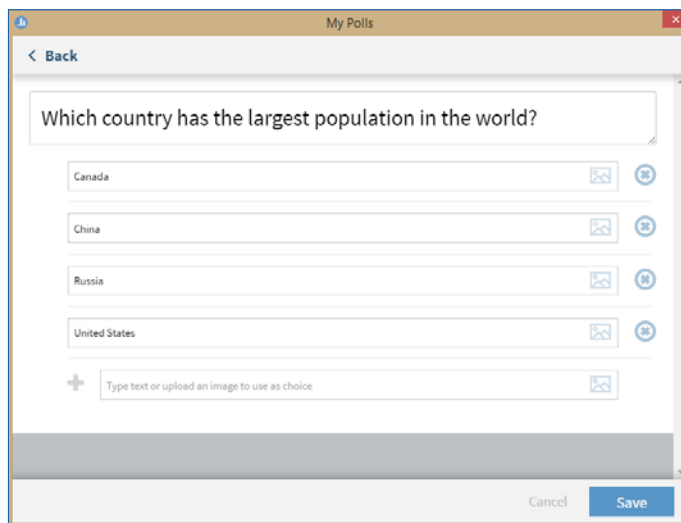 My Polls
Back
Which country has the largest population in the world?
Canada
China
Russia
United States
Type text or upload an image to use as choice
Cancel
Save